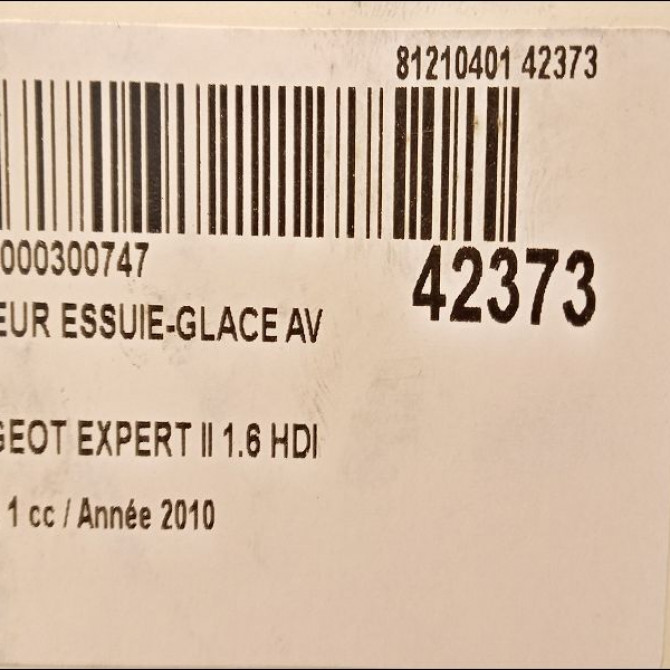 81210401 42373
000300747
42373
EUR ESSUIE-GLACE AV
GEOT EXPERT II 1.6 HDI
1 cc / Année 2010